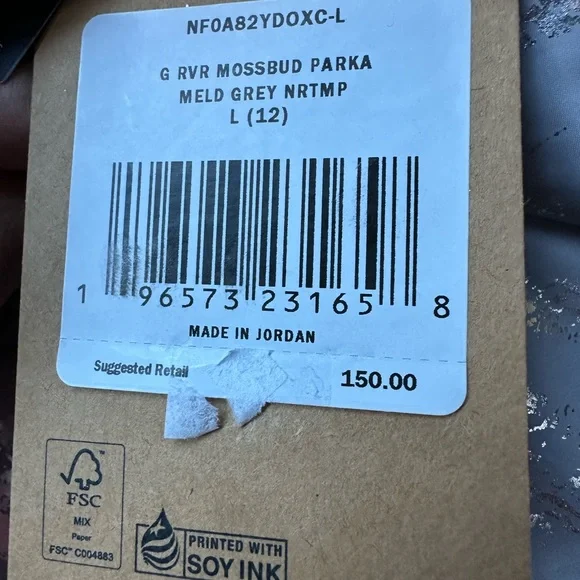 NF0A82YDOXC-L
G RVR MOSSBUD PARKA
MELD GREY NRTMP
L (12)
1 96573 23165 8
MADE IN JORDAN
Suggested Retail 150.00
FSC
MIX
Paper
FSC® C004883
PRINTED WITH
SOY INK